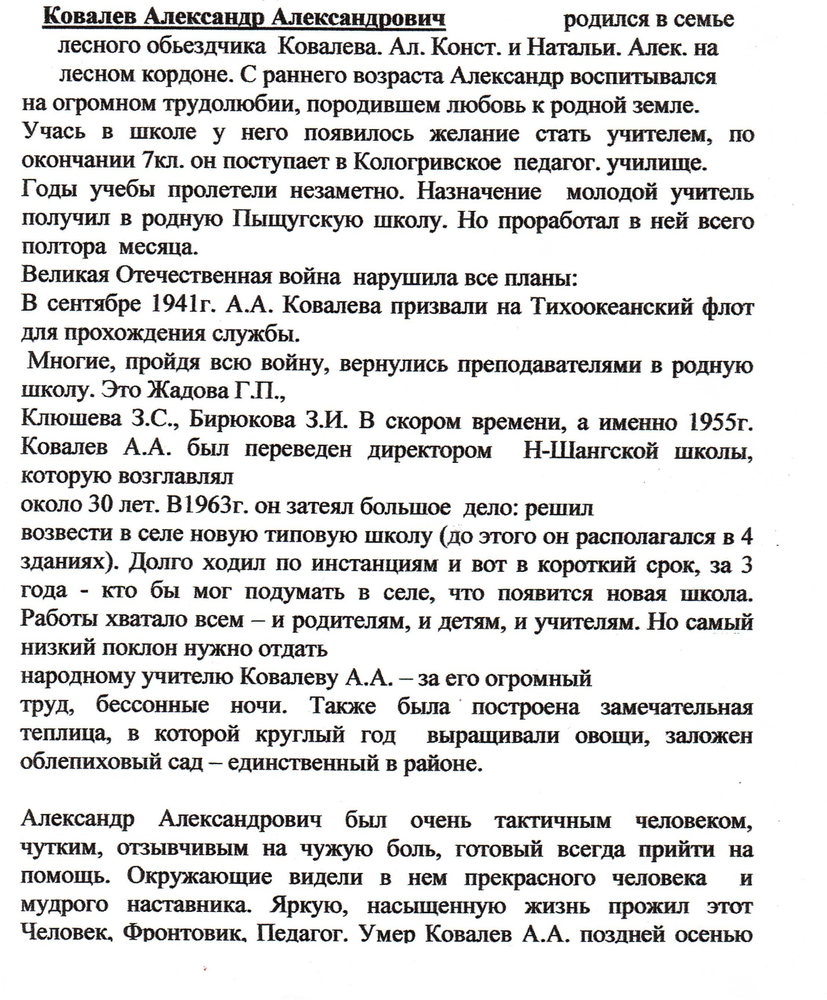 Ковалев Александр Александрович родился в семье
лесного обьездчика Ковалева. Ал. Конст. и Натальи. Алек. на
лесном кордоне. С раннего возраста Александр воспитывался
на огромном трудолюбии, породившем любовь к родной земле.
Учась в школе у него появилось желание стать учителем, по
окончании 7кл. он поступает в Кологривское педагог. училище.
Годы учебы пролетели незаметно. Назначение молодой учитель
получил в родную Пыщугскую школу. Но проработал в ней всего
полтора месяца.
Великая Отечественная война нарушила все планы:
В сентябре 1941г. А.А. Ковалева призвали на Тихоокеанский флот
для прохождения службы.
Многие, пройдя всю войну, вернулись преподавателями в родную
школу. Это Жадова Г.П.,
Клюшева З.С., Бирюкова З.И. В скором времени, а именно 1955г.
Ковалев А.А. был переведен директором Н-Шангской школы,
которую возглавлял
около 30 лет. В1963г. он затеял большое дело: решил
возвести в селе новую типовую школу (до этого он располагался в 4
зданиях). Долго ходил по инстанциям и вот в короткий срок, за 3
года - кто бы мог подумать в селе, что появится новая школа.
Работы хватало всем – и родителям, и детям, и учителям. Но самый
низкий поклон нужно отдать
народному учителю Ковалеву А.А. – за его огромный
труд, бессонные ночи. Также была построена замечательная
теплица, в которой круглый год выращивали овощи, заложен
облепиховый сад – единственный в районе.
Александр Александрович был очень тактичным человеком,
чутким, отзывчивым на чужую боль, готовый всегда прийти на
помощь. Окружающие видели в нем прекрасного человека и
мудрого наставника. Яркую, насыщенную жизнь прожил этот
Человек, Фронтовик, Педагог. Умер Ковалев А.А. поздней осенью